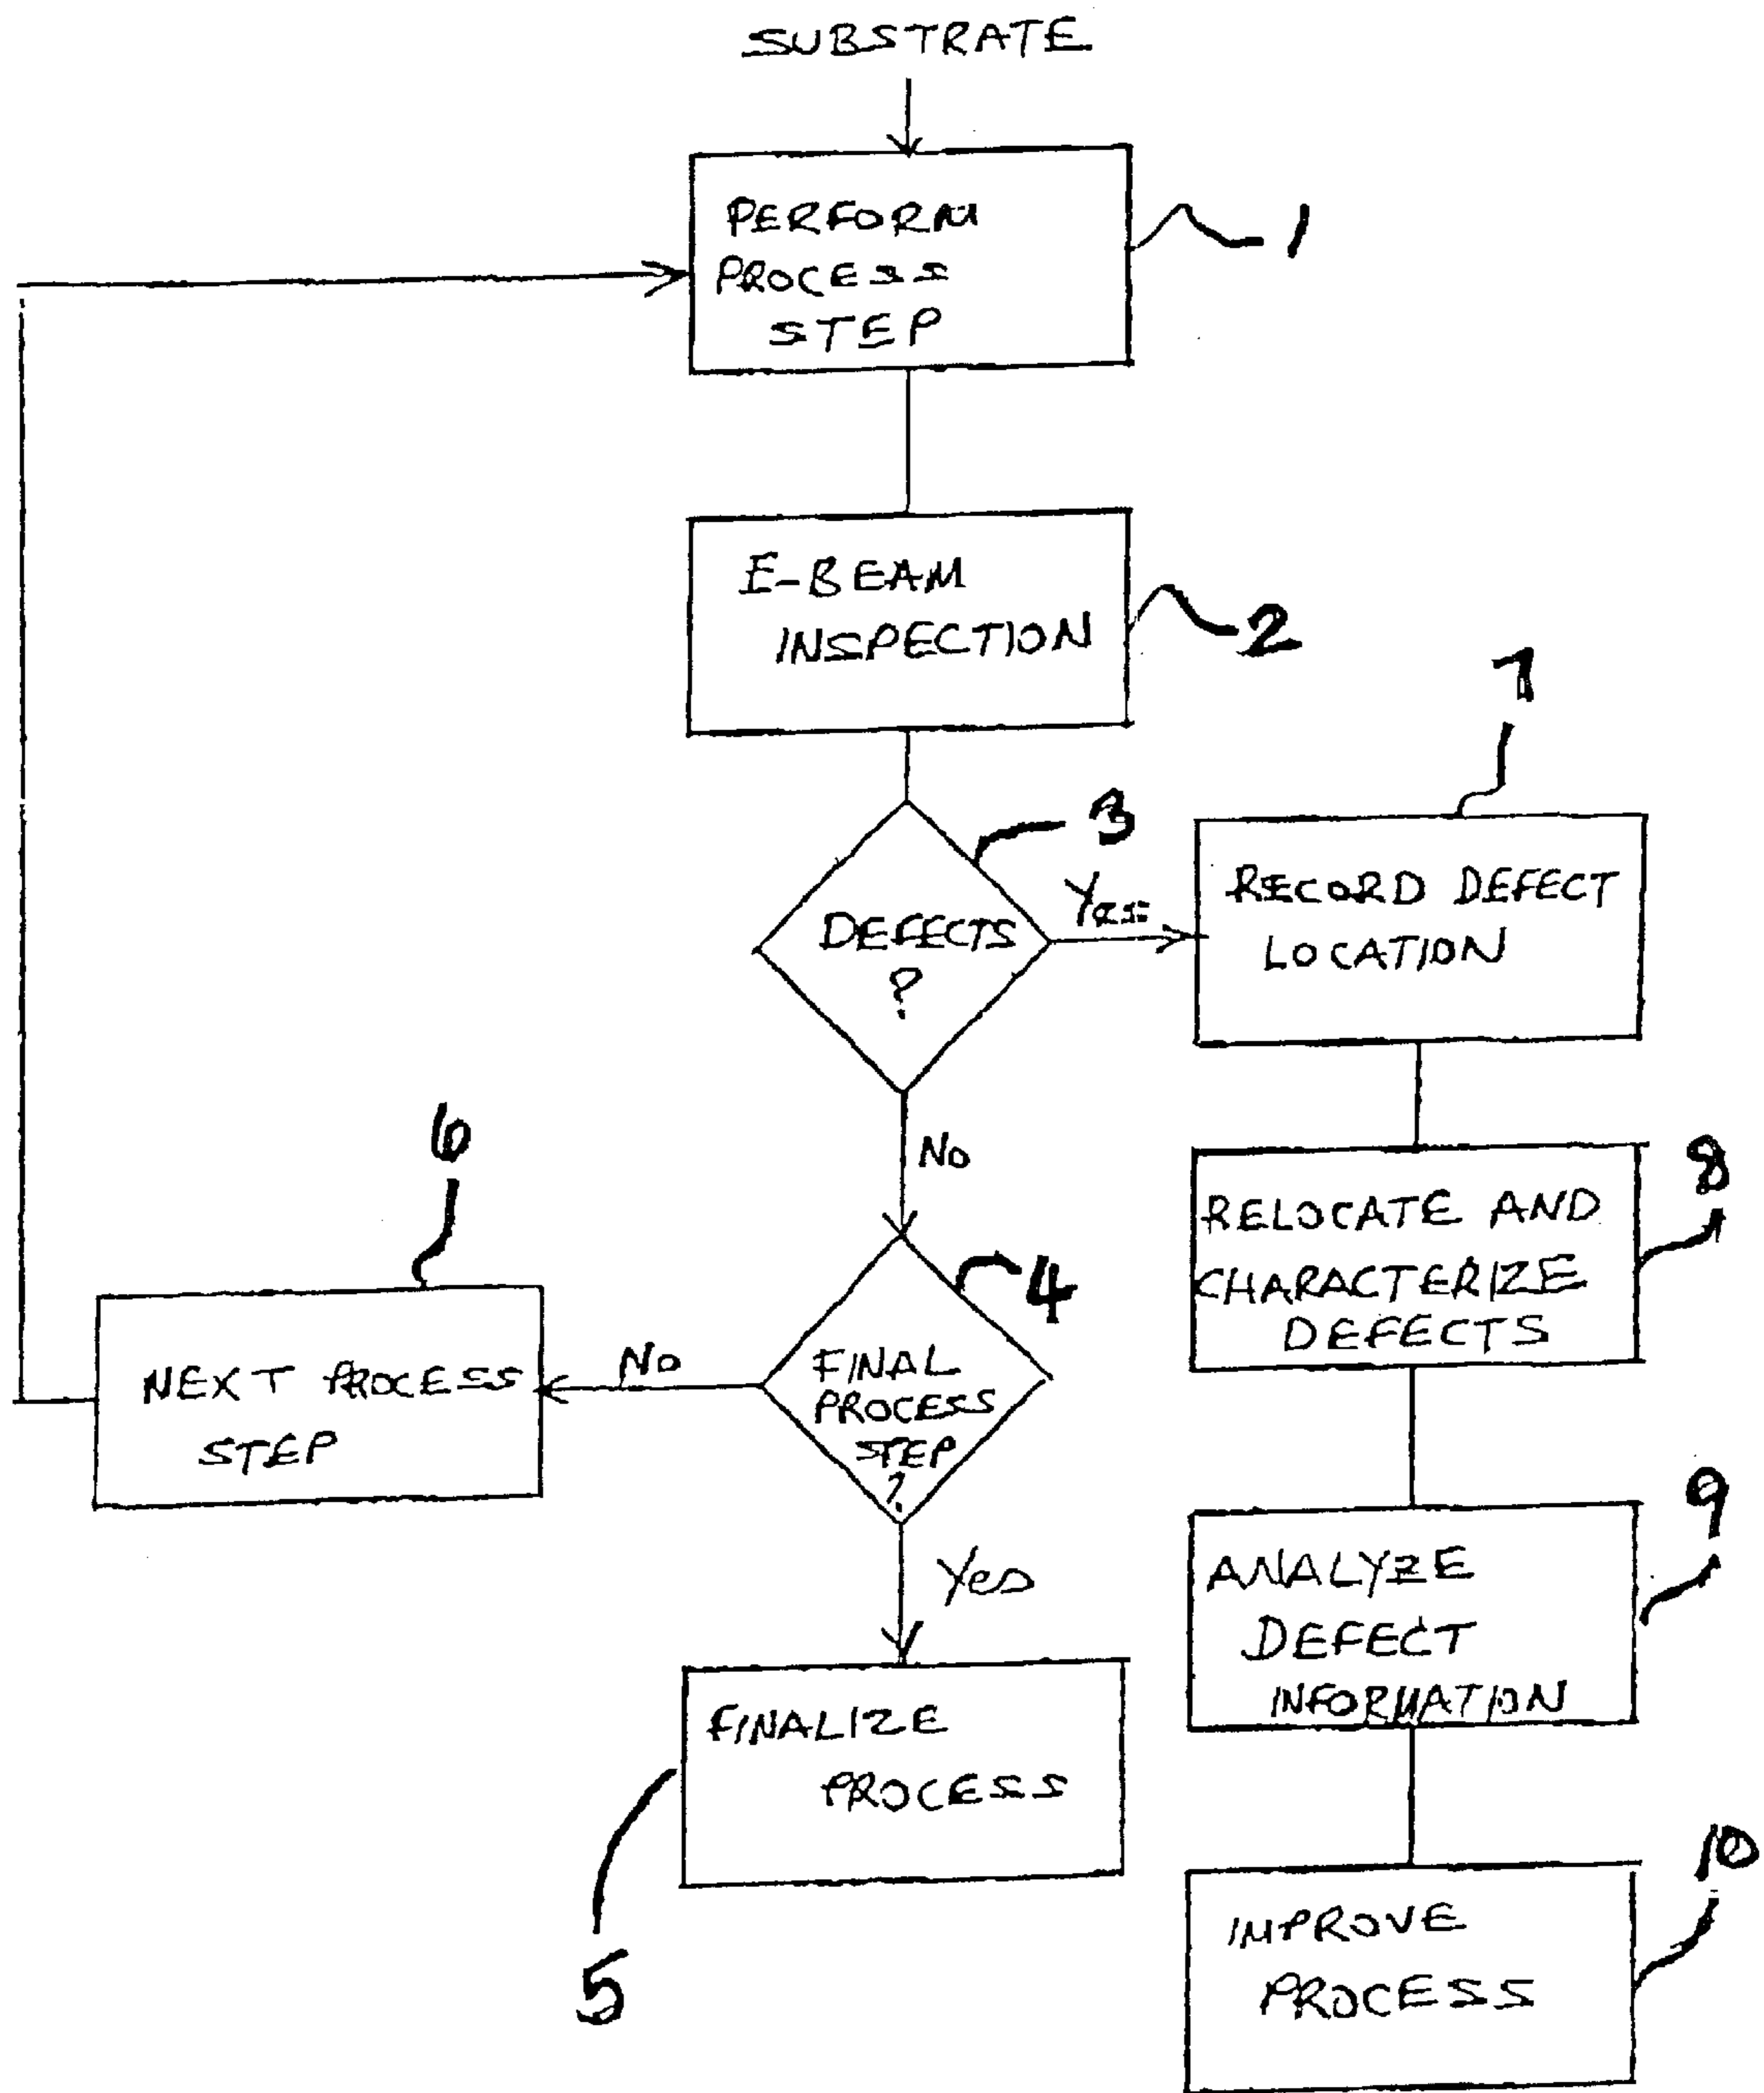 SUBSTRATE
PERFORM
PROCESS
STEP
1
E-BEAM
INSPECTION
2
3
DEFECTS
?
Yes
7
RECORD DEFECT
LOCATION
No
4
FINAL
PROCESS
STEP
?
No
6
NEXT PROCESS
STEP
Yes
FINALIZE
PROCESS
5
8
RELOCATE AND
CHARACTERIZE
DEFECTS
9
ANALYZE
DEFECT
INFORMATION
10
IMPROVE
PROCESS